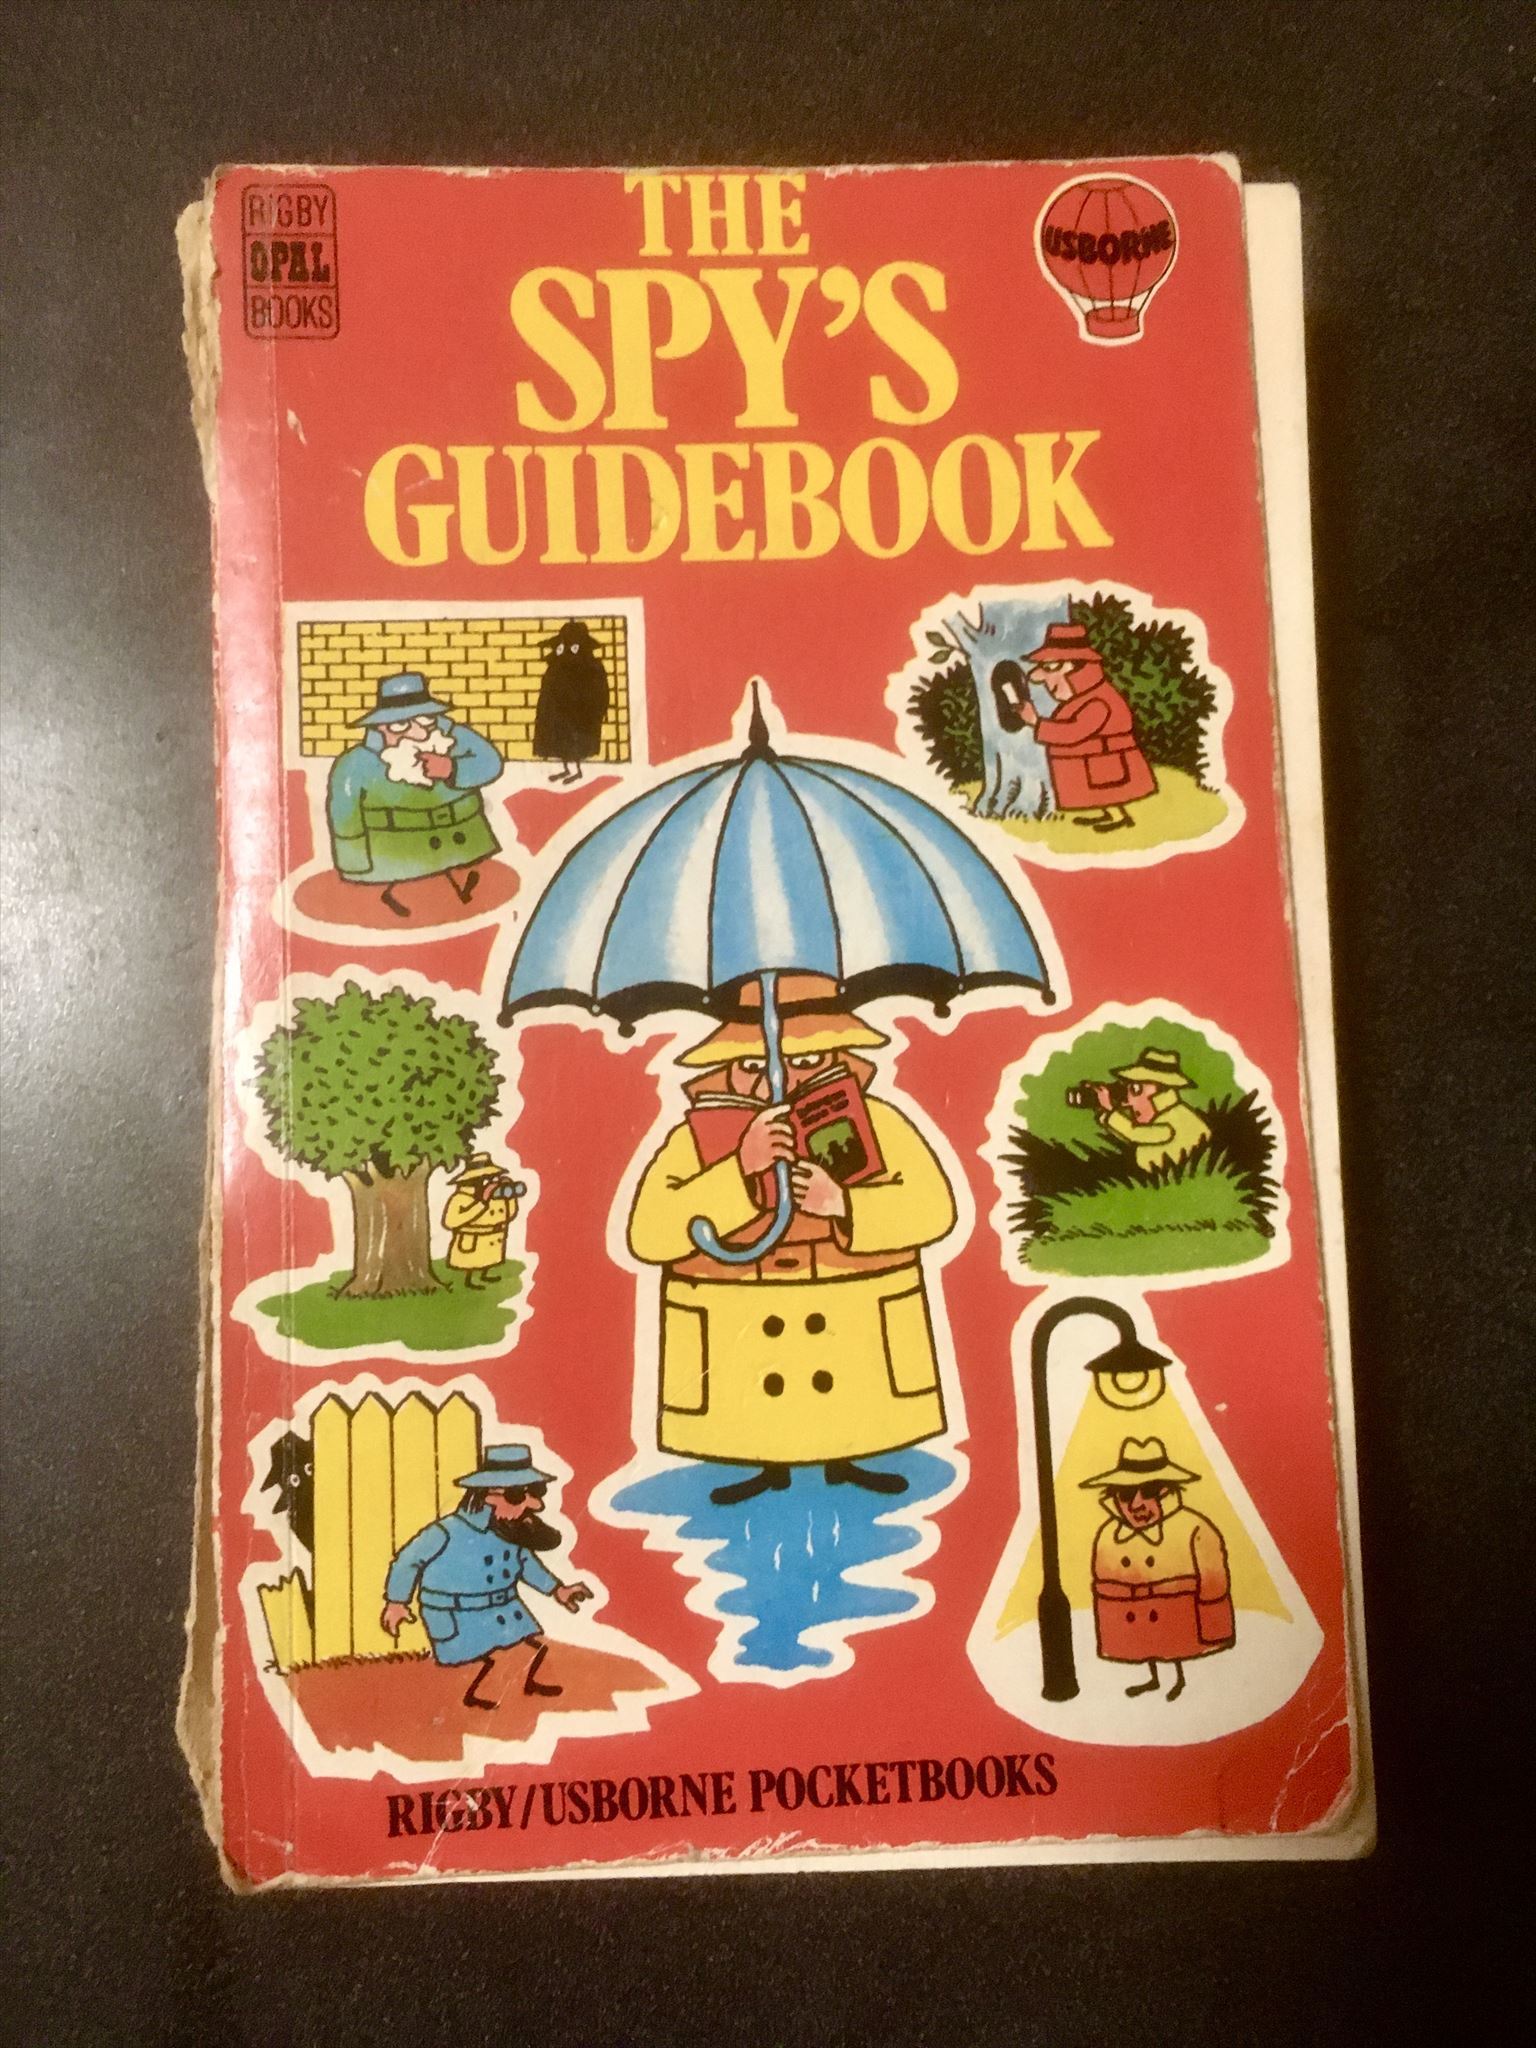 RIGBY
OPAL
BOOKS
USBORNE
THE
SPY'S
GUIDEBOOK
RIGBY/USBORNE POCKETBOOKS